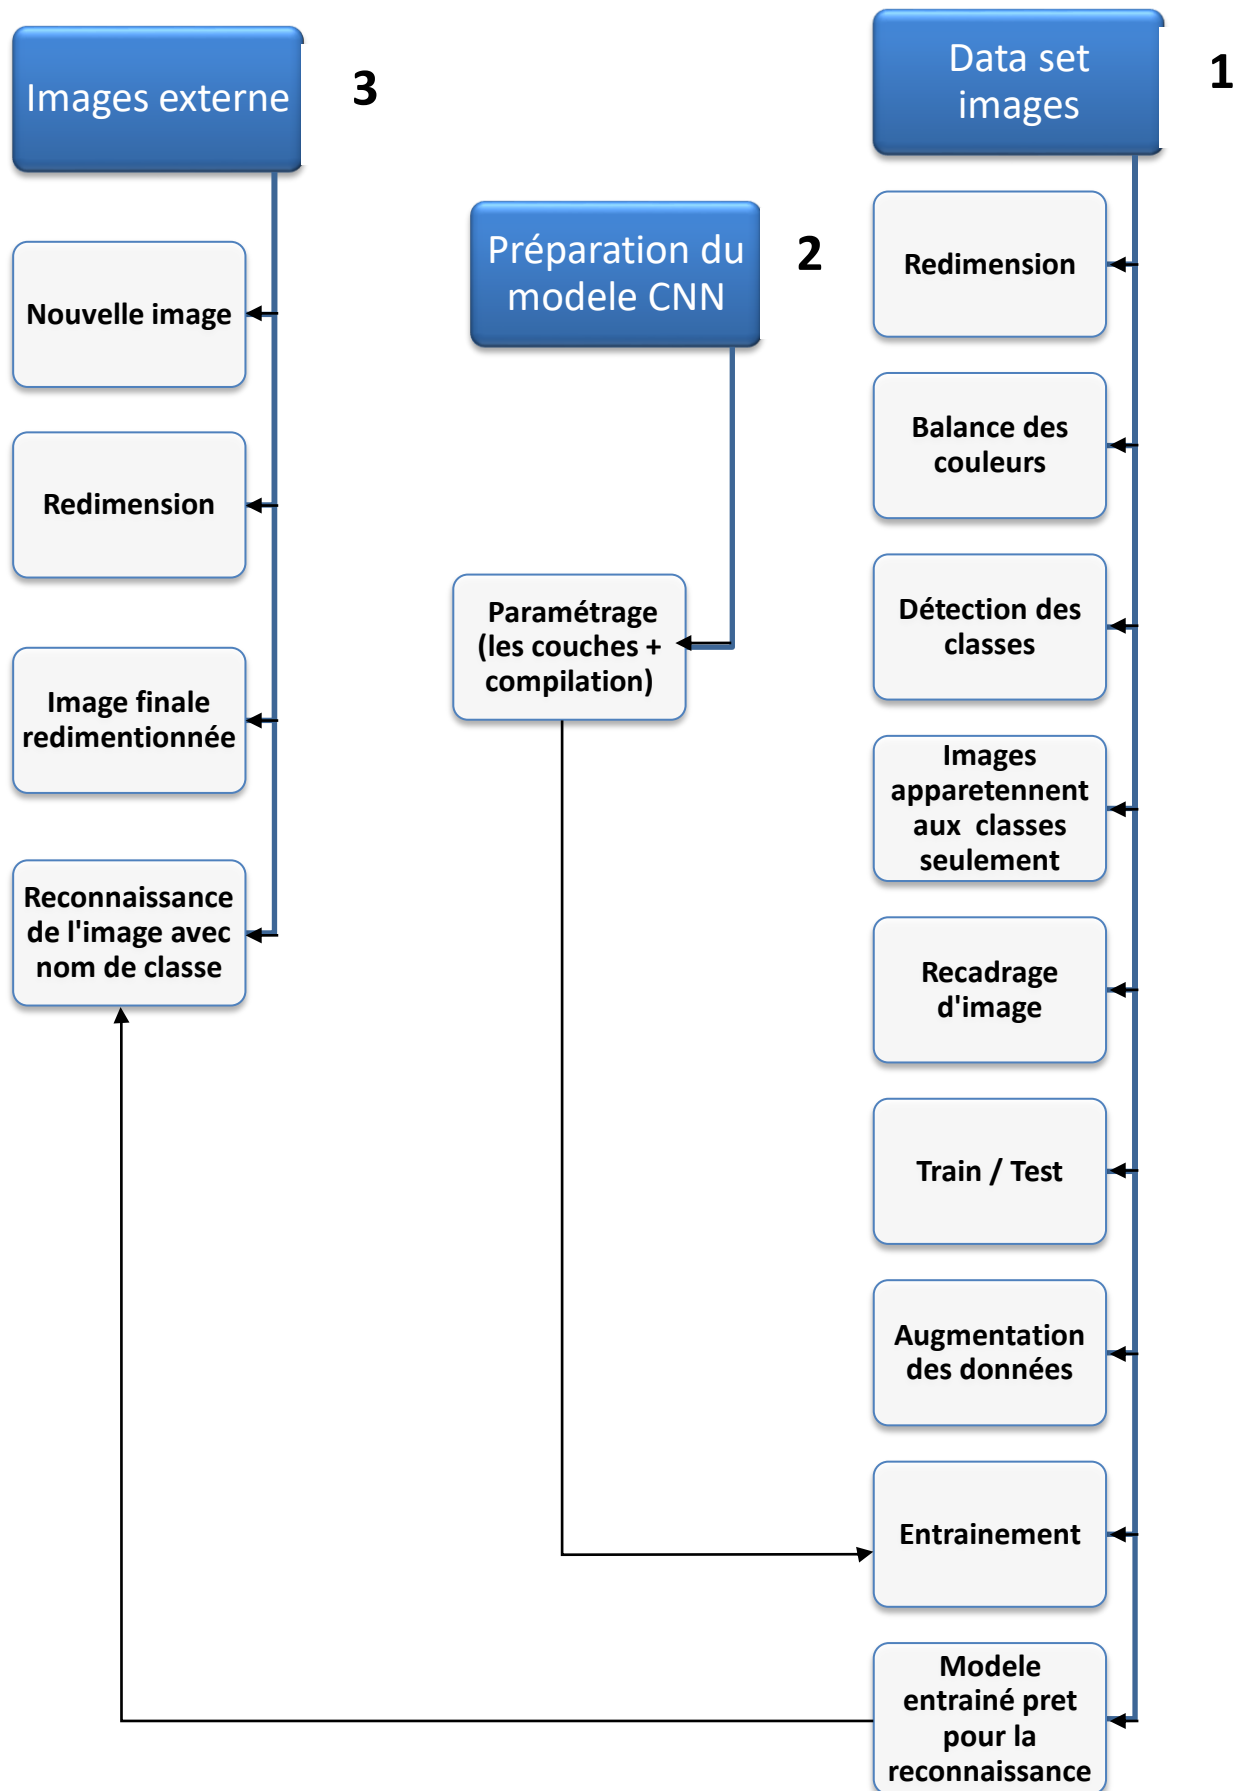 Images externe
3
Nouvelle image
Redimension
Image finale
redimentionnée
Reconnaissance
de l'image avec
nom de classe
Préparation du
modele CNN
2
Paramétrage
(les couches +
compilation)
Data set
images
1
Redimension
Balance des
couleurs
Détection des
classes
Images
apparetennent
aux classes
seulement
Recadrage
d'image
Train / Test
Augmentation
des données
Entrainement
Modele
entrainé pret
pour la
reconnaissance